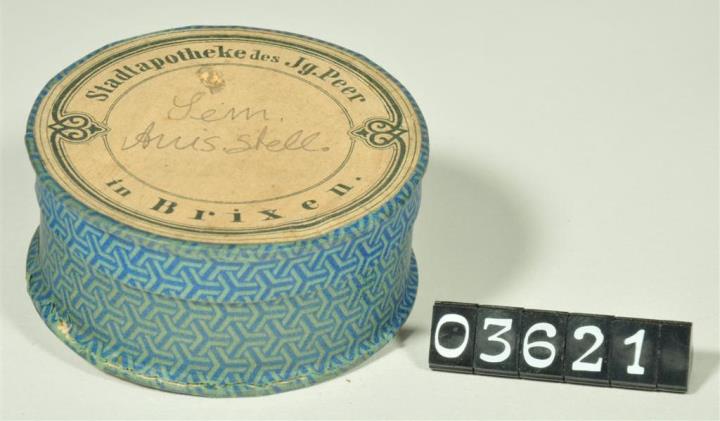 Stadtapotheke des Jg. Peer
Sem.
Anis. stell.
in Brixen.
03621